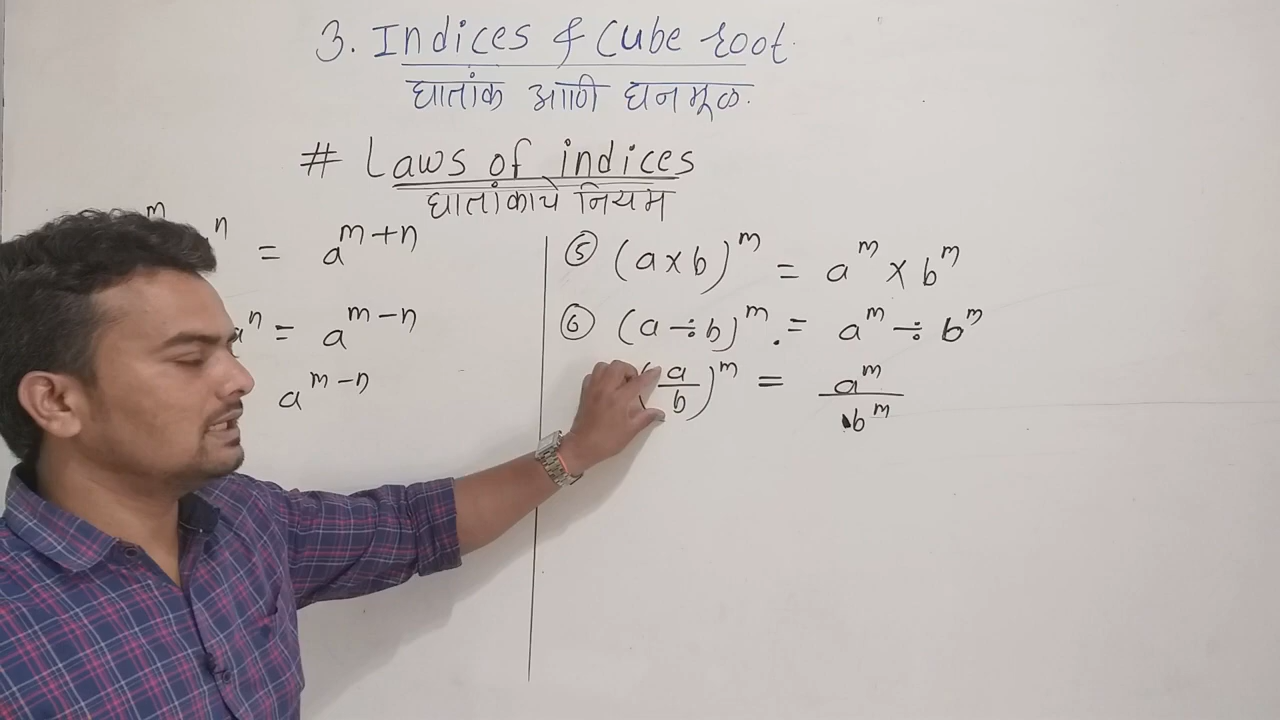 3. Indices & Cube root.
घातांक आणि घनमूळ.
# Laws of indices
घातांकाचे नियम
m n = a^(m+n)
a^n = a^(m-n)
a^(m-n)
⑤ (a×b)^m = a^m × b^m
⑥ (a÷b)^m . = a^m ÷ b^m
(a/b)^m = a^m/b^m